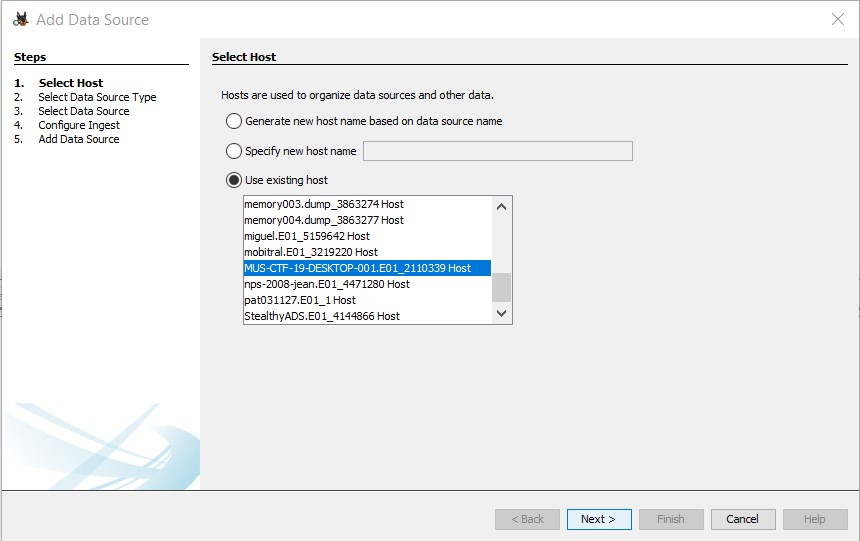 Add Data Source
Steps
1. Select Host
2. Select Data Source Type
3. Select Data Source
4. Configure Ingest
5. Add Data Source
Select Host
Hosts are used to organize data sources and other data.
Generate new host name based on data source name
Specify new host name
Use existing host
memory003.dump_3863274 Host
memory004.dump_3863277 Host
miguel.E01_5159642 Host
mobitral.E01_3219220 Host
MUS-CTF-19-DESKTOP-001.E01_2110339 Host
nps-2008-jean.E01_4471280 Host
pat031127.E01_1 Host
StealthyADS.E01_4144866 Host
< Back Next > Finish Cancel Help